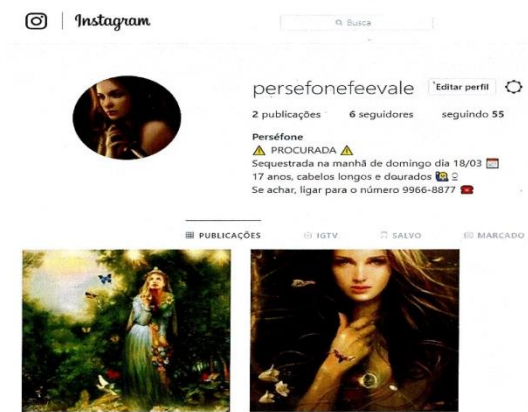 Instagram
Busca
persefonefeevale Editar perfil
2 publicações 6 seguidores seguindo 55
Perséfone
⚠ PROCURADA ⚠
Sequestrada na manhã de domingo dia 18/03
17 anos, cabelos longos e dourados
Se achar, ligar para o número 9966-8877
PUBLICAÇÕES IGTV SALVO MARCADO